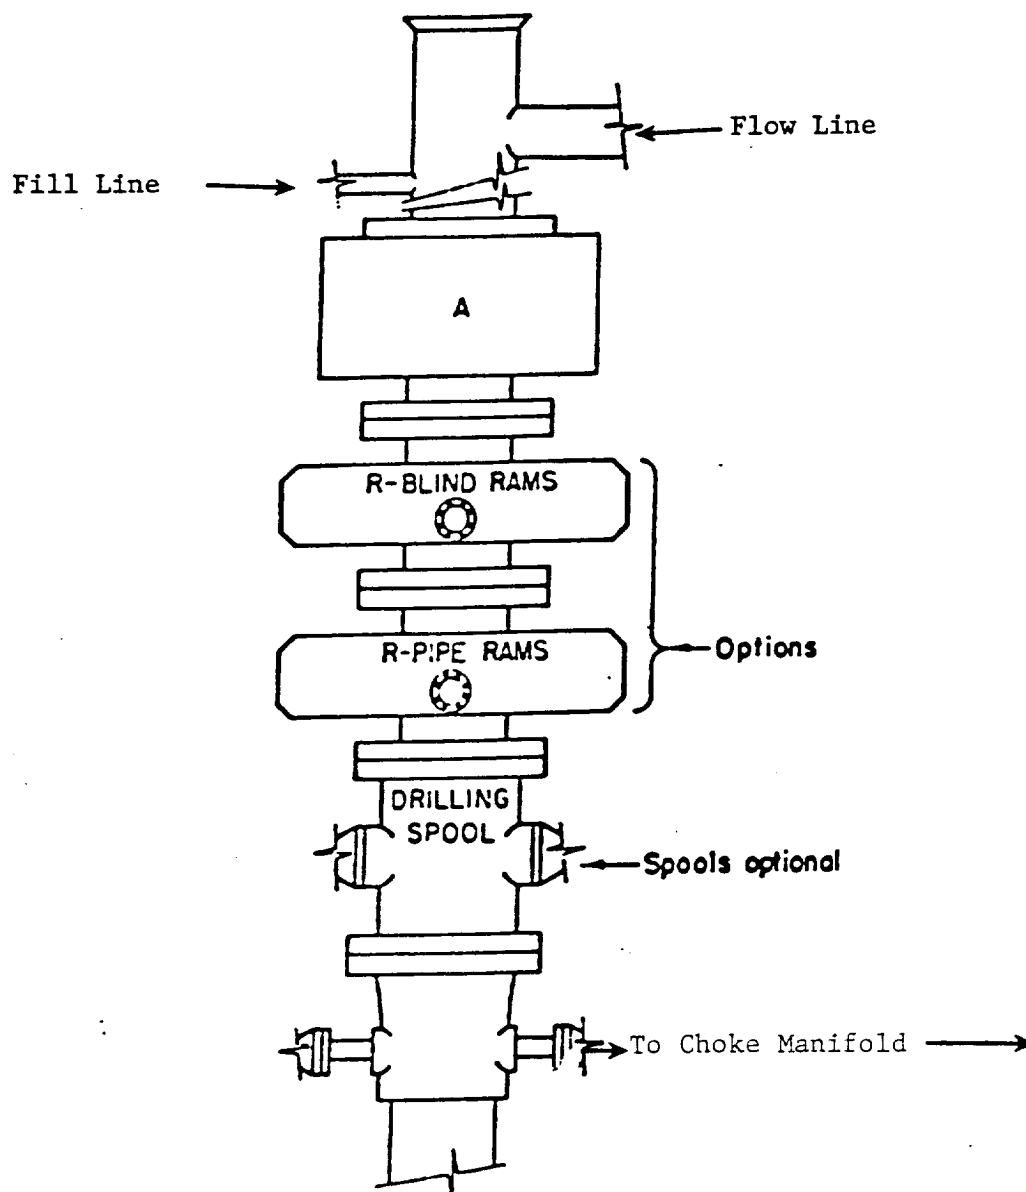 Flow Line
Fill Line
A
R-BLIND RAMS
R-PIPE RAMS
Options
DRILLING
SPOOL
Spools optional
To Choke Manifold